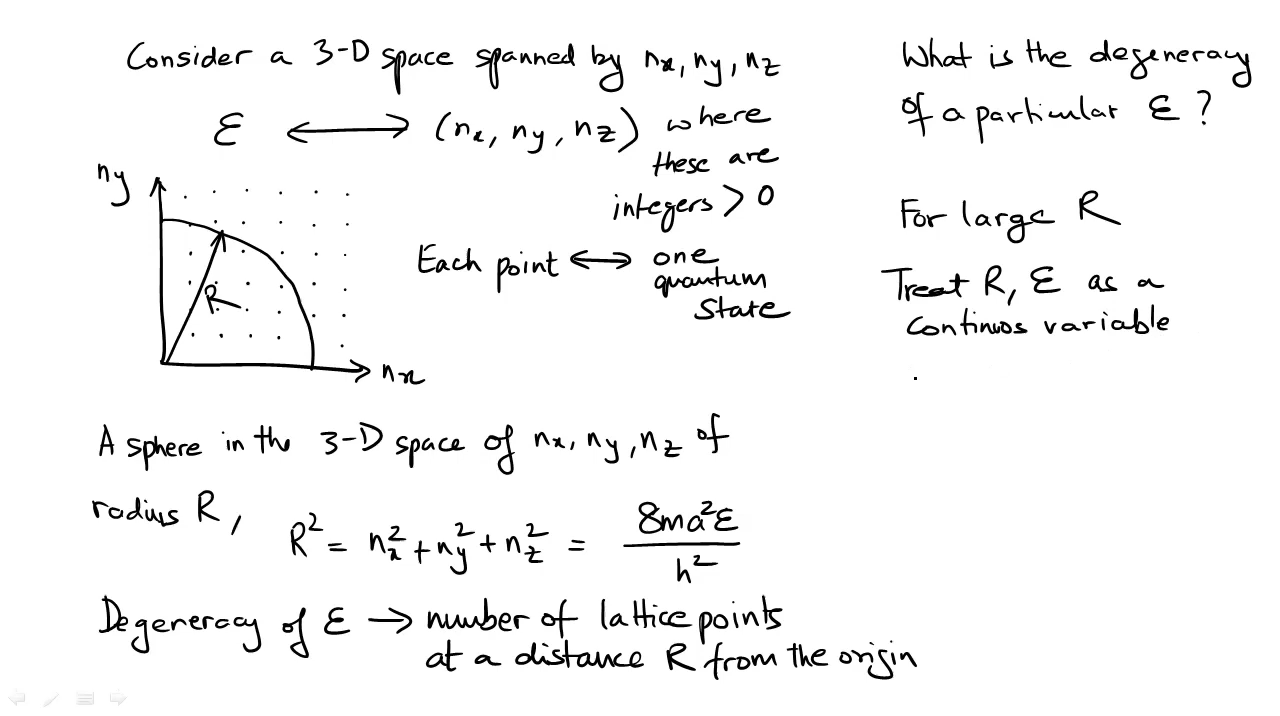 Consider a 3-D space spanned by nx, ny, nz
ε ⟷ (nx, ny, nz) where
these are
integers > 0
ny
R
nx
Each point ⟷ one
quantum
state
A sphere in the 3-D space of nx, ny, nz of
radius R,
R² = nx² + ny² + nz² = 8ma²ε / h²
Degeneracy of ε → number of lattice points
at a distance R from the origin
What is the degeneracy
of a particular ε ?
For large R
Treat R, ε as a
continuos variable